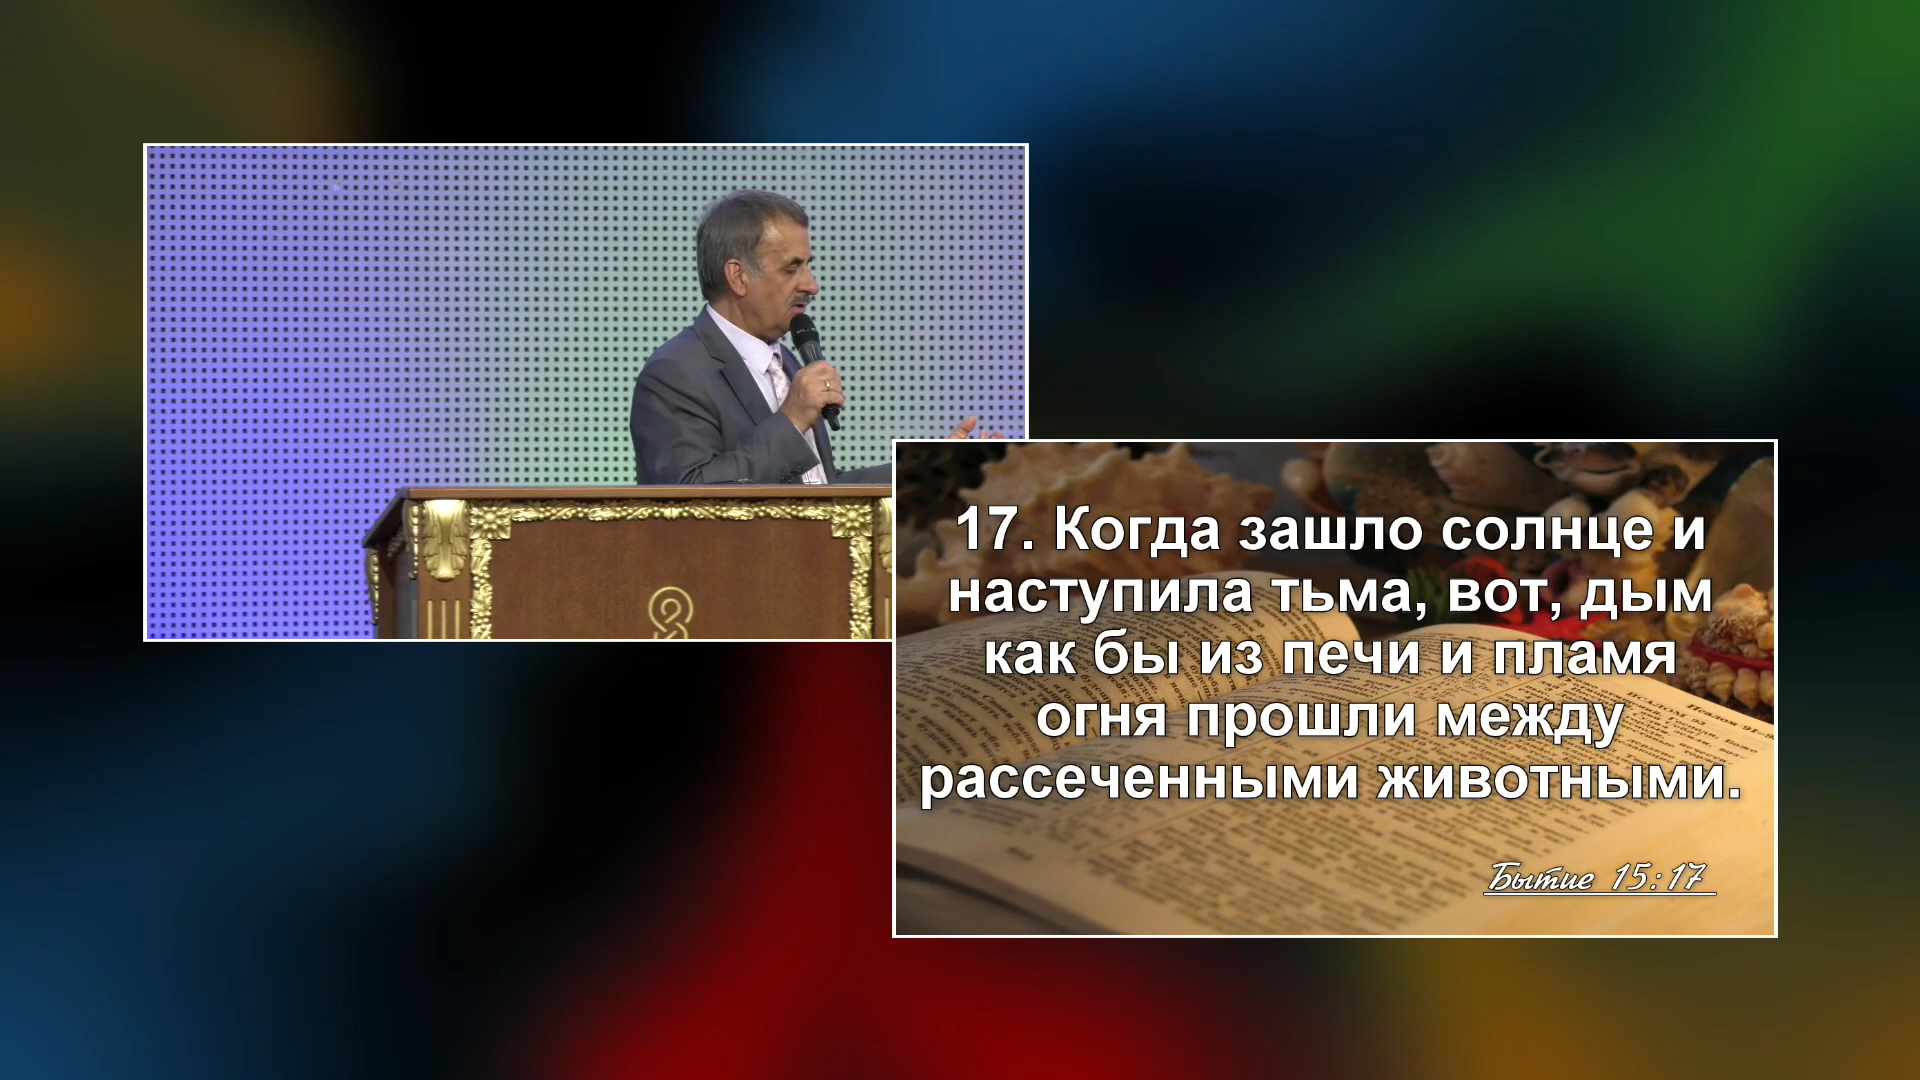 17. Когда зашло солнце и
наступила тьма, вот, дым
как бы из печи и пламя
огня прошли между
рассеченными животными.
Бытие 15:17